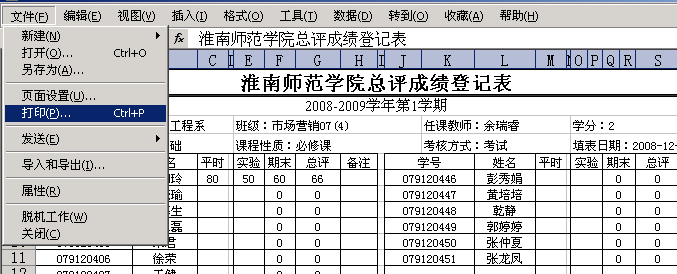 文件(F) 编辑(E) 视图(V) 插入(I) 格式(O) 工具(T) 数据(D) 转到(O) 收藏(A) 帮助(H)
新建(N)
打开(O)... Ctrl+O
另存为(A)...
页面设置(U)...
打印(P)... Ctrl+P
发送(E)
导入和导出(I)...
属性(R)
脱机工作(W)
关闭(C)
fx 淮南师范学院总评成绩登记表
C E F G H I J K L M N O P Q R S
淮南师范学院总评成绩登记表
2008-2009学年第1学期
工程系 班级：市场营销07(4) 任课教师：余瑞睿 学分：2
础 课程性质：必修课 考核方式：考试 填表日期：2008-12-
名 平时 实验 期末 总评 备注 学号 姓名 平时 实验 期末 总评
玲 80 50 60 66 079120446 彭秀娟 0 0
瑜 0 0 079120447 黄培培 0 0
生 0 0 079120448 乾静 0 0
磊 0 0 079120449 郭婷婷 0 0
君 0 0 079120450 张仲夏 0 0
11 079120406 徐荣 0 0 079120451 张龙凤 0 0